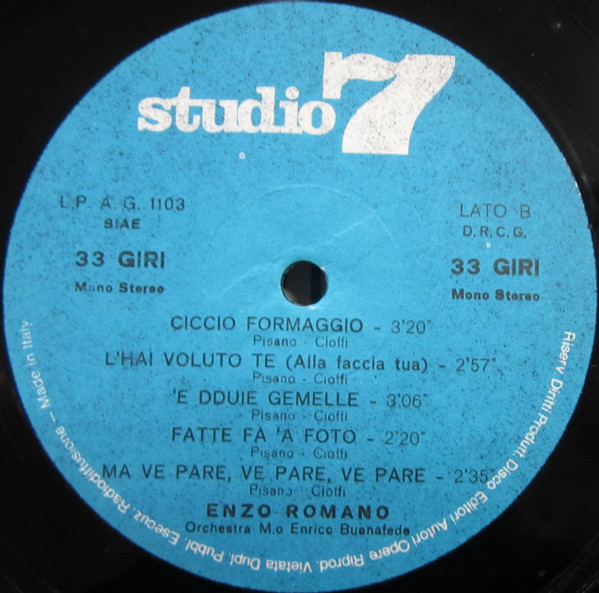 studio 7
L.P. A. G. 1103
SIAE
33 GIRI
Mono Stereo
LATO B
D.R.C.G.
33 GIRI
Mono Stereo
CICCIO FORMAGGIO - 3'20"
Pisano - Cioffi
L'HAI VOLUTO TE (Alla faccia tua) - 2'57"
Pisano - Cioffi
'E DDUIE GEMELLE - 3'06"
Pisano - Cioffi
FATTE FÀ 'A FOTO - 2'20"
Pisano - Cioffi
MA VE PARE, VE PARE, VE PARE - 2'35"
Pisano - Cioffi
ENZO ROMANO
Orchestra M.o Enrico Buonafede
Riserv Diritti Produtt. Disco Editori Autori Opere Riprod. Vietata Dupl. Pubbl. Esecuz. Radiodiffusione - Made in Italy